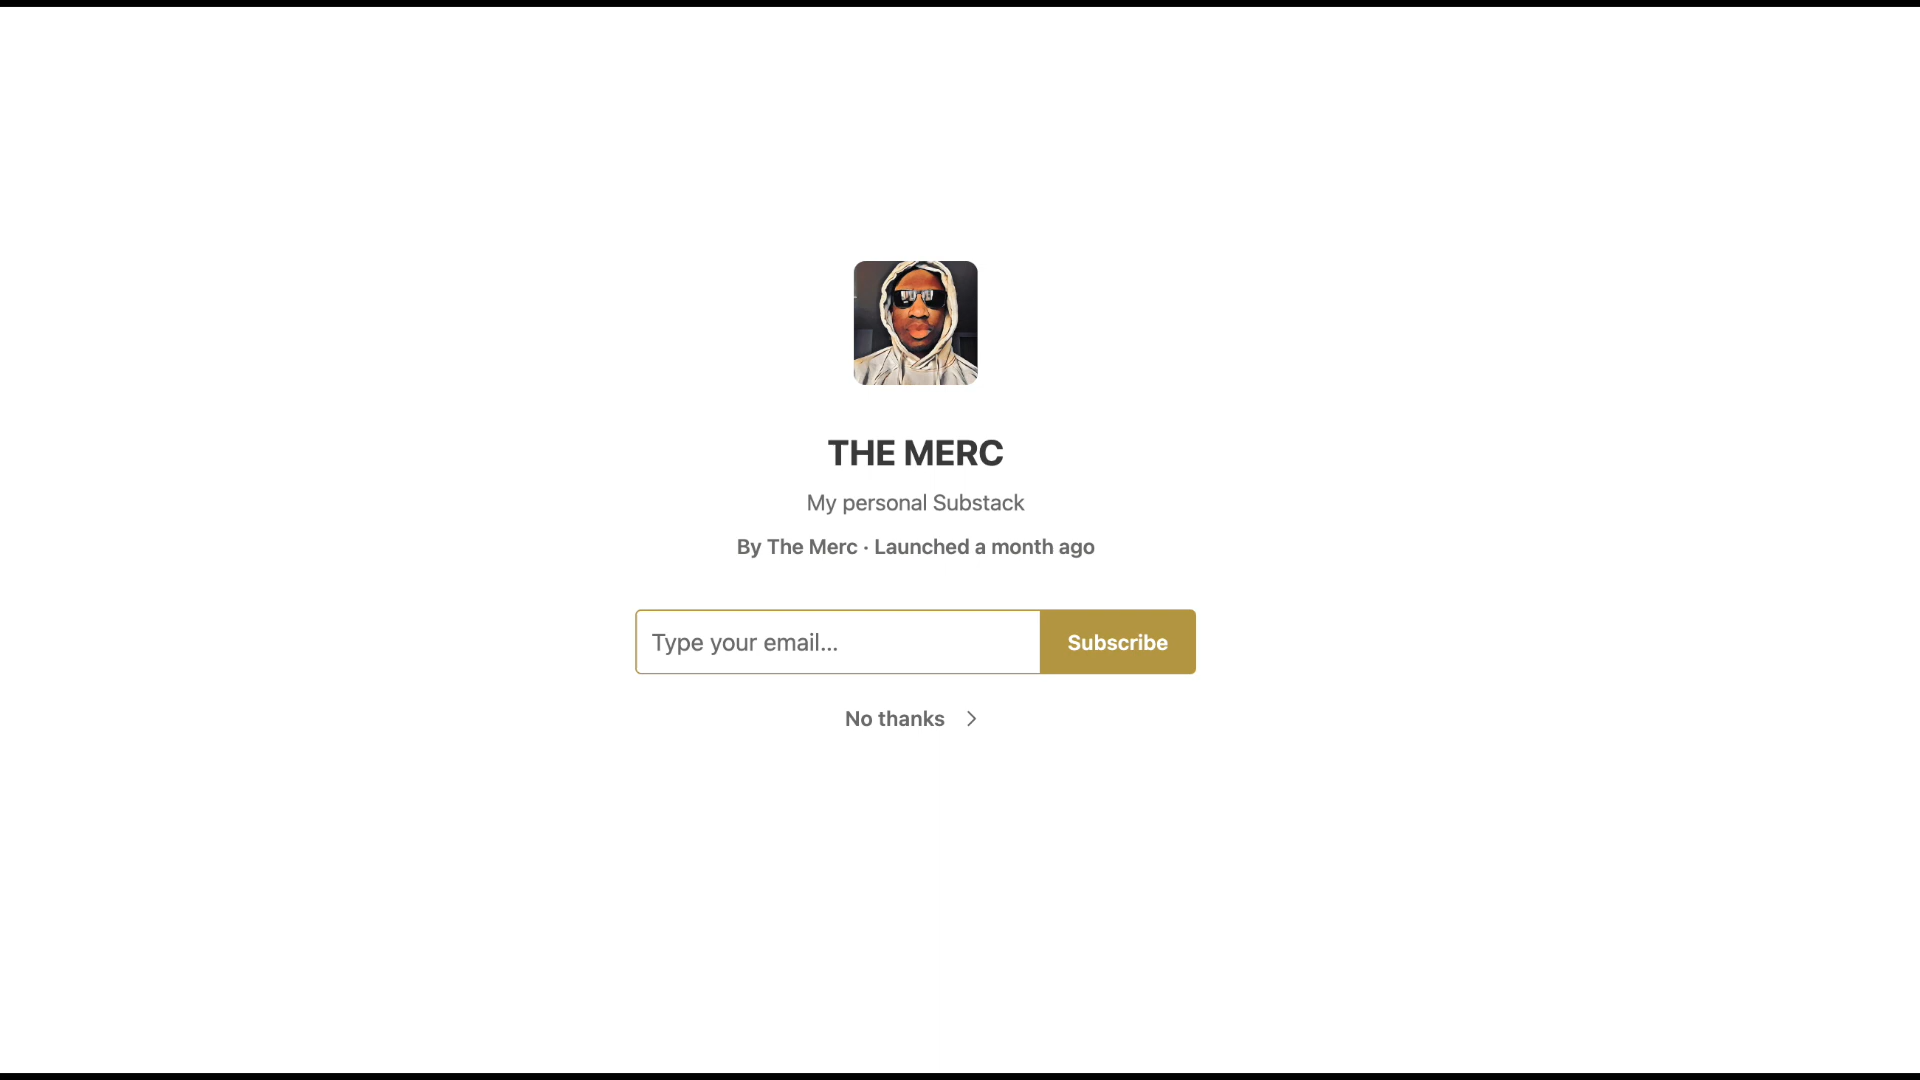 THE MERC
My personal Substack
By The Merc · Launched a month ago
Type your email...
Subscribe
No thanks